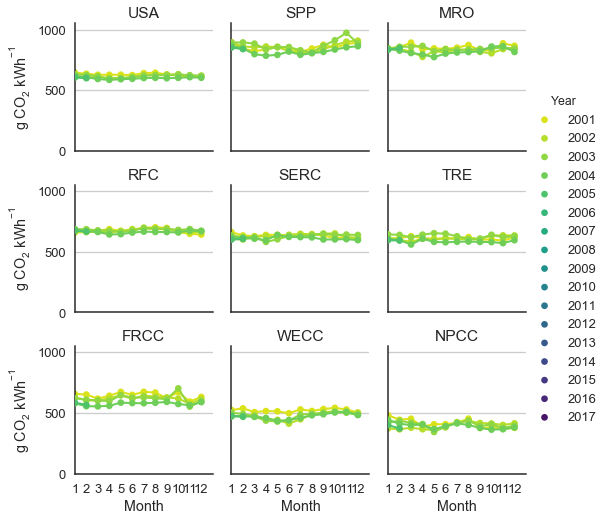 USA SPP MRO
1000
500
0
g CO₂ kWh⁻¹
RFC SERC TRE
1000
500
0
g CO₂ kWh⁻¹
FRCC WECC NPCC
1000
500
0
g CO₂ kWh⁻¹
1 2 3 4 5 6 7 8 9 10 11 12
Month
1 2 3 4 5 6 7 8 9 10 11 12
Month
1 2 3 4 5 6 7 8 9 10 11 12
Month
Year
2001
2002
2003
2004
2005
2006
2007
2008
2009
2010
2011
2012
2013
2014
2015
2016
2017